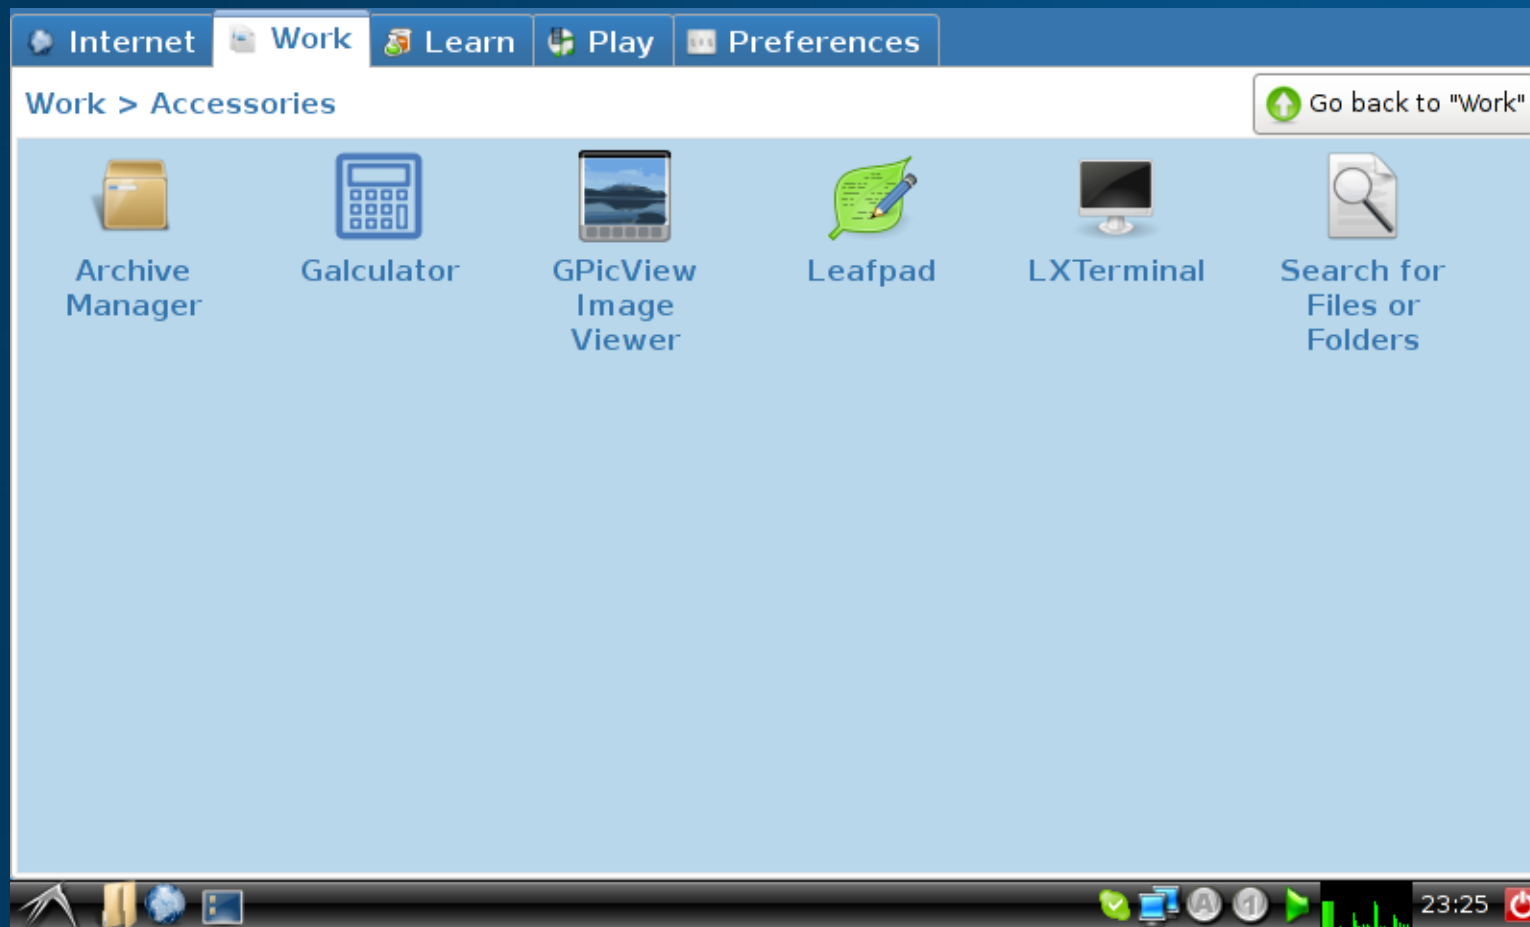 Internet
Work
Learn
Play
Preferences
Work > Accessories
Go back to "Work"
Archive
Manager
Galculator
GPicView
Image
Viewer
Leafpad
LXTerminal
Search for
Files or
Folders
A
1
23:25